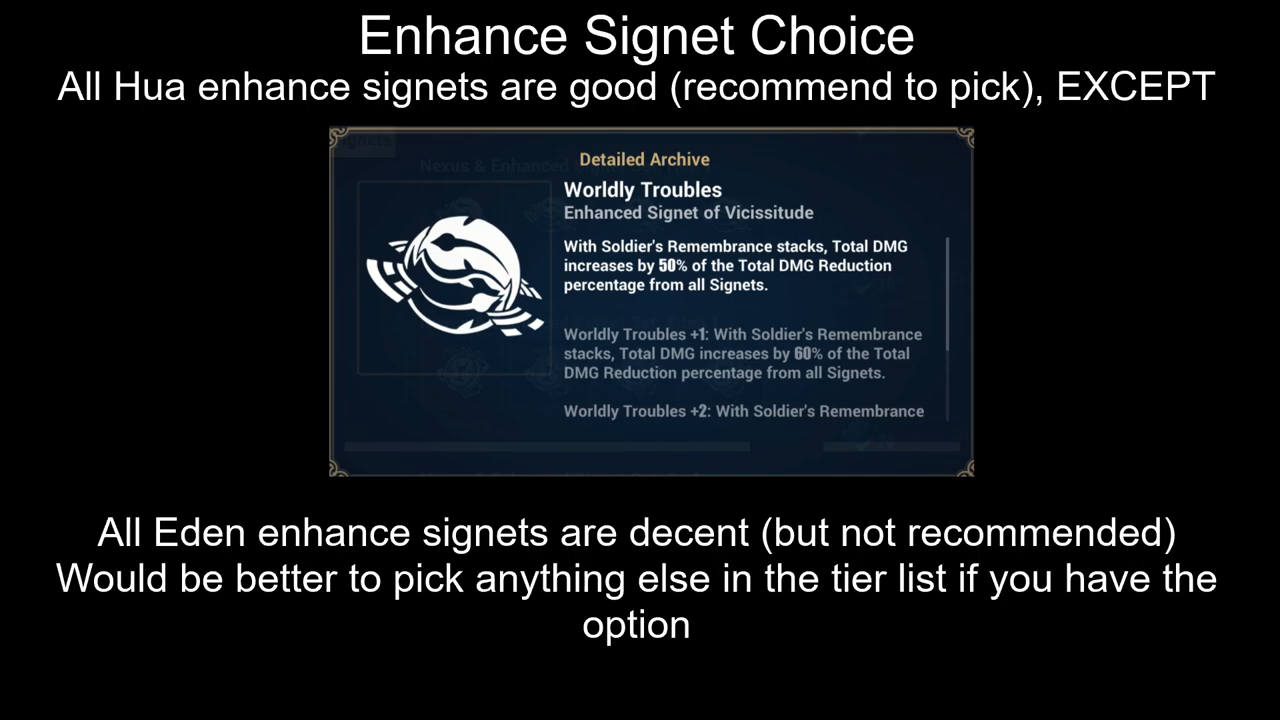 Enhance Signet Choice
All Hua enhance signets are good (recommend to pick), EXCEPT
Detailed Archive
Worldly Troubles
Enhanced Signet of Vicissitude
With Soldier's Remembrance stacks, Total DMG
increases by 50% of the Total DMG Reduction
percentage from all Signets.
Worldly Troubles +1: With Soldier's Remembrance
stacks, Total DMG increases by 60% of the Total
DMG Reduction percentage from all Signets.
Worldly Troubles +2: With Soldier's Remembrance
All Eden enhance signets are decent (but not recommended)
Would be better to pick anything else in the tier list if you have the
option